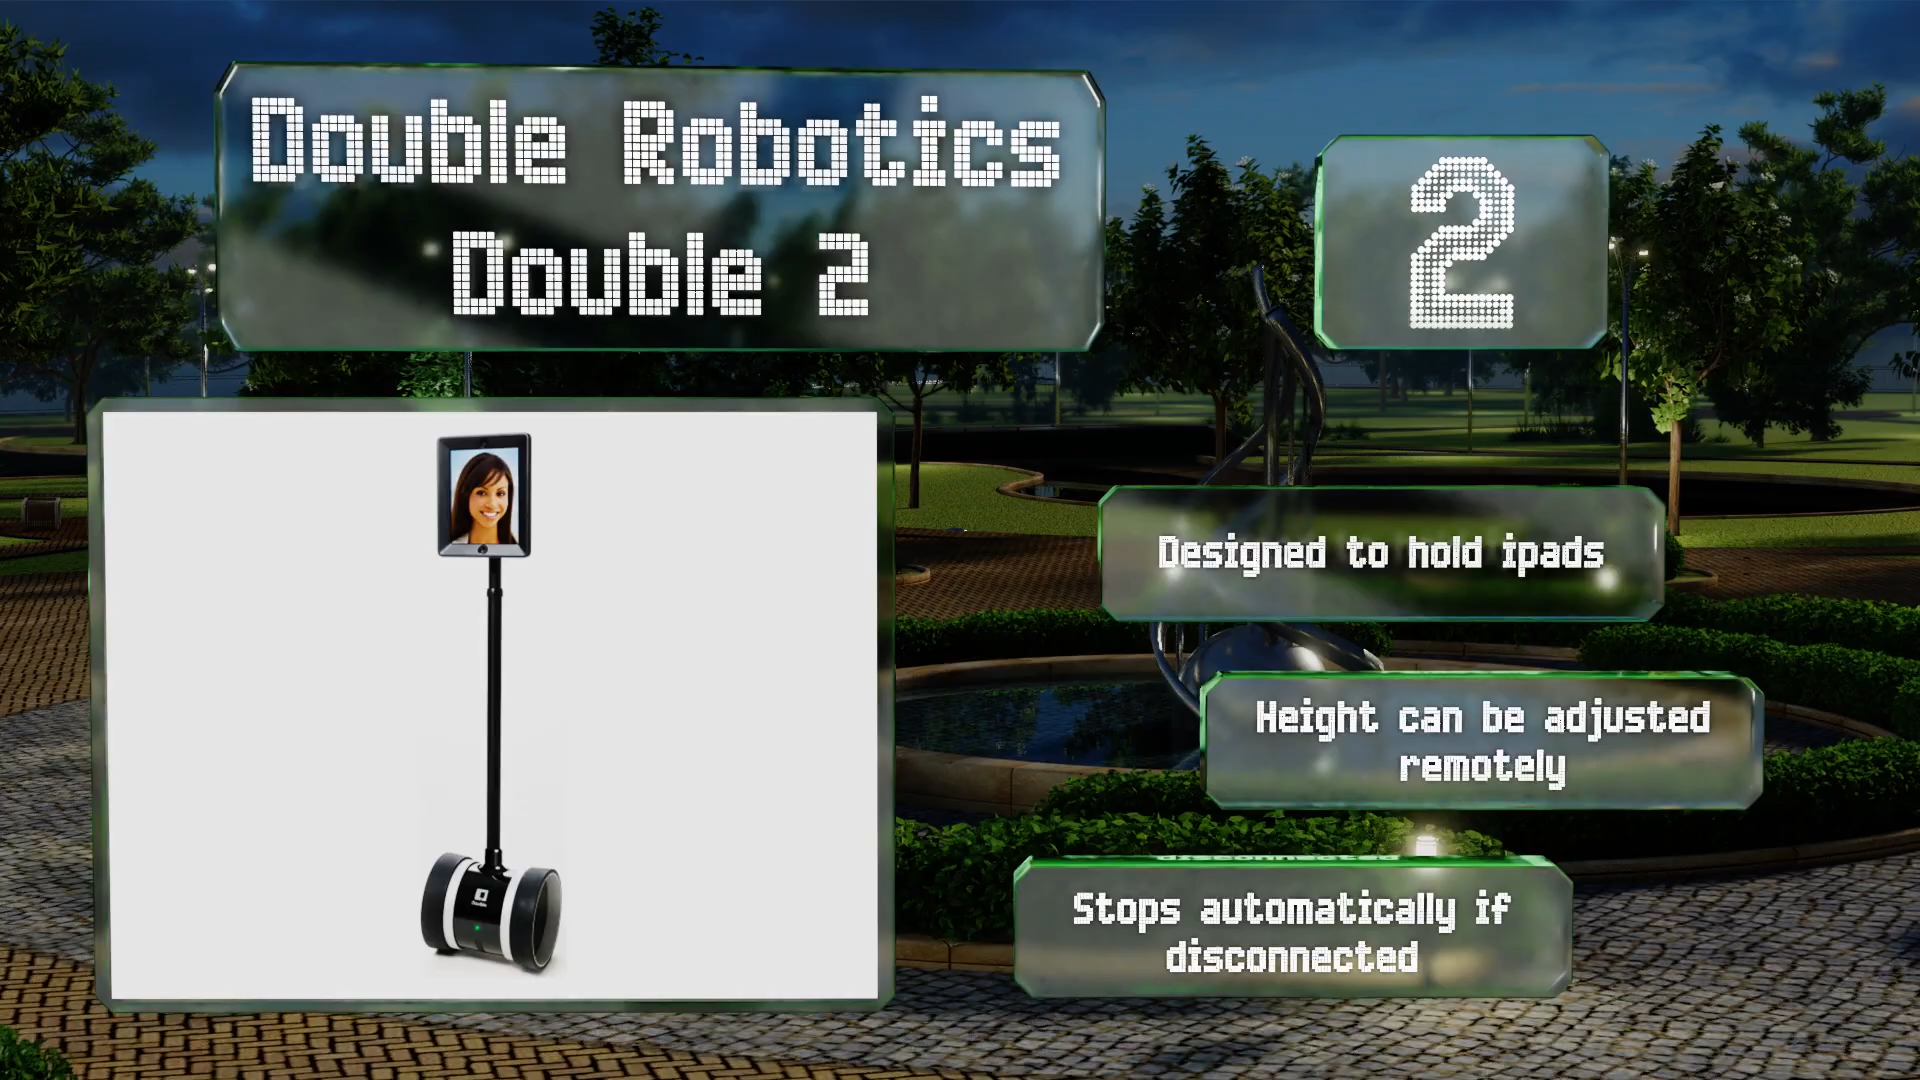 Double Robotics
Double 2
2
Designed to hold ipads
Height can be adjusted
remotely
Stops automatically if
disconnected